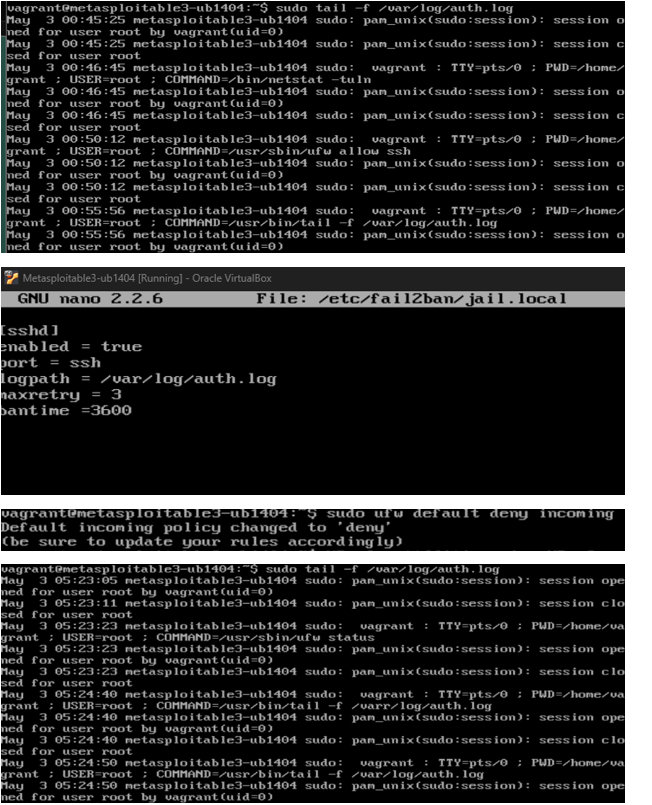 vagrant@metasploitable3-ub1404:~$ sudo tail -f /var/log/auth.log
May  3 00:45:25 metasploitable3-ub1404 sudo: pam_unix(sudo:session): session o
ned for user root by vagrant(uid=0)
May  3 00:45:25 metasploitable3-ub1404 sudo: pam_unix(sudo:session): session c
sed for user root
May  3 00:46:45 metasploitable3-ub1404 sudo:  vagrant : TTY=pts/0 ; PWD=/home/
grant ; USER=root ; COMMAND=/bin/netstat -tuln
May  3 00:46:45 metasploitable3-ub1404 sudo: pam_unix(sudo:session): session o
ned for user root by vagrant(uid=0)
May  3 00:46:45 metasploitable3-ub1404 sudo: pam_unix(sudo:session): session c
sed for user root
May  3 00:50:12 metasploitable3-ub1404 sudo:  vagrant : TTY=pts/0 ; PWD=/home/
grant ; USER=root ; COMMAND=/usr/sbin/ufw allow ssh
May  3 00:50:12 metasploitable3-ub1404 sudo: pam_unix(sudo:session): session o
ned for user root by vagrant(uid=0)
May  3 00:50:12 metasploitable3-ub1404 sudo: pam_unix(sudo:session): session c
sed for user root
May  3 00:55:56 metasploitable3-ub1404 sudo:  vagrant : TTY=pts/0 ; PWD=/home/
grant ; USER=root ; COMMAND=/usr/bin/tail -f /var/log/auth.log
May  3 00:55:56 metasploitable3-ub1404 sudo: pam_unix(sudo:session): session o
ned for user root by vagrant(uid=0)
Metasploitable3-ub1404 [Running] - Oracle VirtualBox
GNU nano 2.2.6 File: /etc/fail2ban/jail.local
[sshd]
enabled = true
port = ssh
logpath = /var/log/auth.log
maxretry = 3
bantime =3600
vagrant@metasploitable3-ub1404:~$ sudo ufw default deny incoming
Default incoming policy changed to 'deny'
(be sure to update your rules accordingly)
vagrant@metasploitable3-ub1404:~$ sudo tail -f /var/log/auth.log
May  3 05:23:05 metasploitable3-ub1404 sudo: pam_unix(sudo:session): session ope
ned for user root by vagrant(uid=0)
May  3 05:23:11 metasploitable3-ub1404 sudo: pam_unix(sudo:session): session clo
sed for user root
May  3 05:23:23 metasploitable3-ub1404 sudo:  vagrant : TTY=pts/0 ; PWD=/home/va
grant ; USER=root ; COMMAND=/usr/sbin/ufw status
May  3 05:23:23 metasploitable3-ub1404 sudo: pam_unix(sudo:session): session ope
ned for user root by vagrant(uid=0)
May  3 05:23:23 metasploitable3-ub1404 sudo: pam_unix(sudo:session): session clo
sed for user root
May  3 05:24:40 metasploitable3-ub1404 sudo:  vagrant : TTY=pts/0 ; PWD=/home/va
grant ; USER=root ; COMMAND=/usr/bin/tail -f /varr/log/auth.log
May  3 05:24:40 metasploitable3-ub1404 sudo: pam_unix(sudo:session): session ope
ned for user root by vagrant(uid=0)
May  3 05:24:40 metasploitable3-ub1404 sudo: pam_unix(sudo:session): session clo
sed for user root
May  3 05:24:50 metasploitable3-ub1404 sudo:  vagrant : TTY=pts/0 ; PWD=/home/va
grant ; USER=root ; COMMAND=/usr/bin/tail -f /var/log/auth.log
May  3 05:24:50 metasploitable3-ub1404 sudo: pam_unix(sudo:session): session ope
ned for user root by vagrant(uid=0)